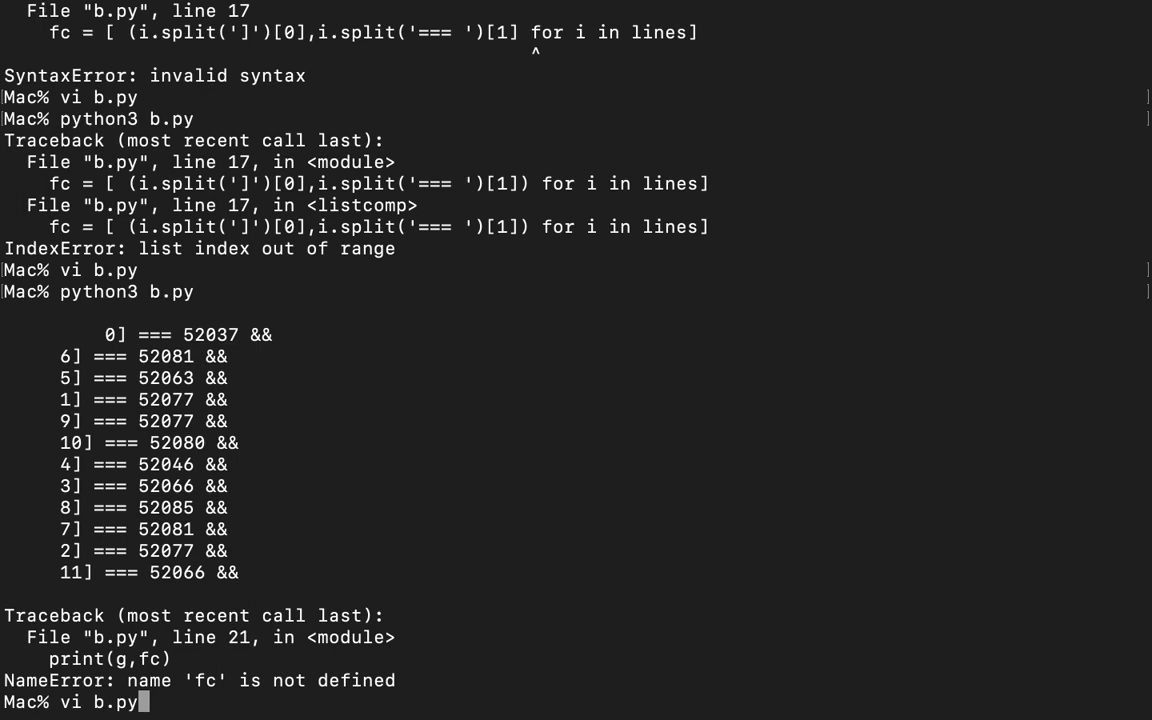 File "b.py", line 17
fc = [ (i.split(']')[0],i.split('=== ')[1] for i in lines]
^
SyntaxError: invalid syntax
[Mac% vi b.py ]
[Mac% python3 b.py ]
Traceback (most recent call last):
File "b.py", line 17, in <module>
fc = [ (i.split(']')[0],i.split('=== ')[1]) for i in lines]
File "b.py", line 17, in <listcomp>
fc = [ (i.split(']')[0],i.split('=== ')[1]) for i in lines]
IndexError: list index out of range
[Mac% vi b.py ]
[Mac% python3 b.py ]
0] === 52037 &&
6] === 52081 &&
5] === 52063 &&
1] === 52077 &&
9] === 52077 &&
10] === 52080 &&
4] === 52046 &&
3] === 52066 &&
8] === 52085 &&
7] === 52081 &&
2] === 52077 &&
11] === 52066 &&
Traceback (most recent call last):
File "b.py", line 21, in <module>
print(g,fc)
NameError: name 'fc' is not defined
Mac% vi b.py